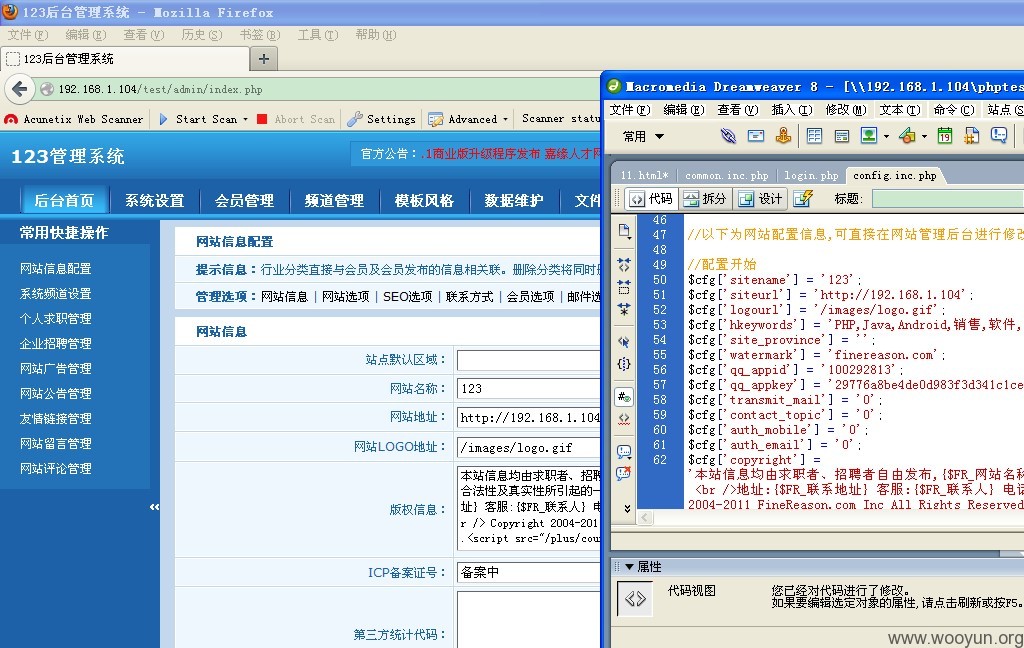 123后台管理系统 - Mozilla Firefox
文件(F) 编辑(E) 查看(V) 历史(S) 书签(B) 工具(T) 帮助(H)
123后台管理系统 +
192.168.1.104/test/admin/index.php
Acunetix Web Scanner Start Scan Abort Scan Settings Advanced Scanner statu
123管理系统
官方公告: .1商业版升级程序发布 嘉缘人才网
后台首页 系统设置 会员管理 频道管理 模板风格 数据维护 文件
常用快捷操作
网站信息配置
系统频道设置
个人求职管理
企业招聘管理
网站广告管理
网站公告管理
友情链接管理
网站留言管理
网站评论管理
«
网站信息配置
提示信息：行业分类直接与会员及会员发布的信息相关联。删除分类将同时
管理选项：网站信息 | 网站选项 | SEO选项 | 联系方式 | 会员选项 | 邮件选
网站信息
站点默认区域：
网站名称： 123
网站地址： http://192.168.1.104
网站LOGO地址： /images/logo.gif
版权信息：
本站信息均由求职者、招聘
合法性及真实性所引起的一
址} 客服:{$FR_联系人} 电
r /> Copyright 2004-201
.<script src="/plus/cou
ICP备案证号： 备案中
第三方统计代码：
Macromedia Dreamweaver 8 - [\\192.168.1.104\phptes
文件(F) 编辑(E) 查看(V) 插入(I) 修改(M) 文本(T) 命令(C) 站点(S
常用
11.html* common.inc.php login.php config.inc.php
代码 拆分 设计 标题:
46
47 //以下为网站配置信息,可直接在网站管理后台进行修改
48
49 //配置开始
50 $cfg['sitename'] = '123';
51 $cfg['siteurl'] = 'http://192.168.1.104';
52 $cfg['logourl'] = '/images/logo.gif';
53 $cfg['hkeywords'] = 'PHP,Java,Android,销售,软件,
54 $cfg['site_province'] = '';
55 $cfg['watermark'] = 'finereason.com';
56 $cfg['qq_appid'] = '100292813';
57 $cfg['qq_appkey'] = '29776a8be4de0d983f3d341c1ce
58 $cfg['transmit_mail'] = '0';
59 $cfg['contact_topic'] = '0';
60 $cfg['auth_mobile'] = '0';
61 $cfg['auth_email'] = '0';
62 $cfg['copyright'] =
'本站信息均由求职者、招聘者自由发布,{$FR_网站名称
<br />地址:{$FR_联系地址} 客服:{$FR_联系人} 电话
2004-2011 FineReason.com Inc All Rights Reserved
属性
代码视图
您已经对代码进行了修改。
如果要编辑选定对象的属性,请点击刷新或按F5。
www.wooyun.org